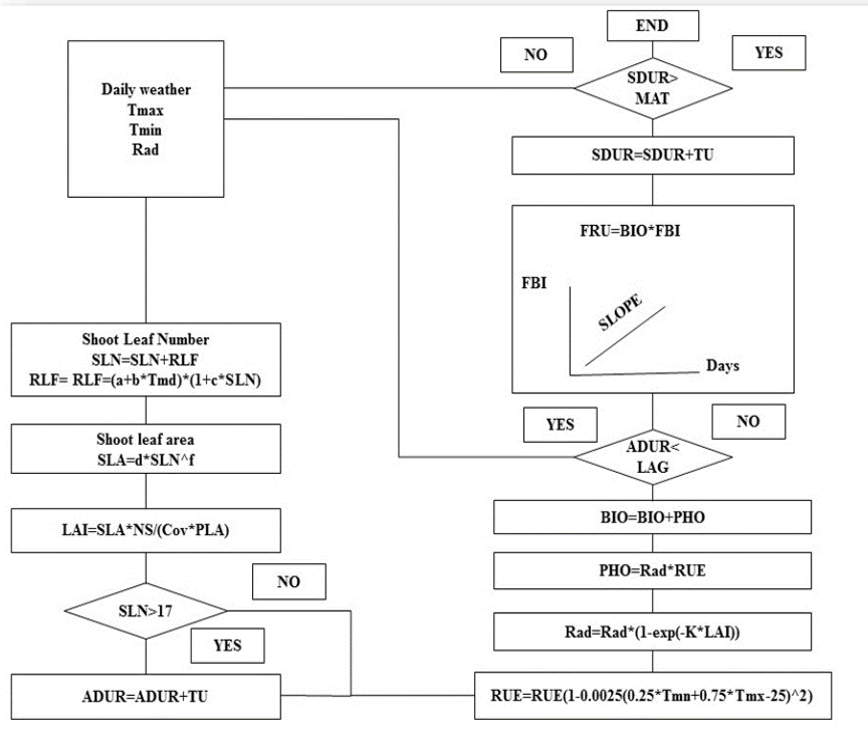 Daily weather
Tmax
Tmin
Rad
Shoot Leaf Number
SLN=SLN+RLF
RLF= RLF=(a+b*Tmd)*(1+c*SLN)
Shoot leaf area
SLA=d*SLN^f
LAI=SLA*NS/(Cov*PLA)
SLN>17
NO
YES
ADUR=ADUR+TU
RUE=RUE(1-0.0025(0.25*Tmn+0.75*Tmx-25)^2)
Rad=Rad*(1-exp(-K*LAI))
PHO=Rad*RUE
BIO=BIO+PHO
ADUR<
LAG
YES
NO
FRU=BIO*FBI
FBI
SLOPE
Days
SDUR=SDUR+TU
SDUR>
MAT
NO
YES
END